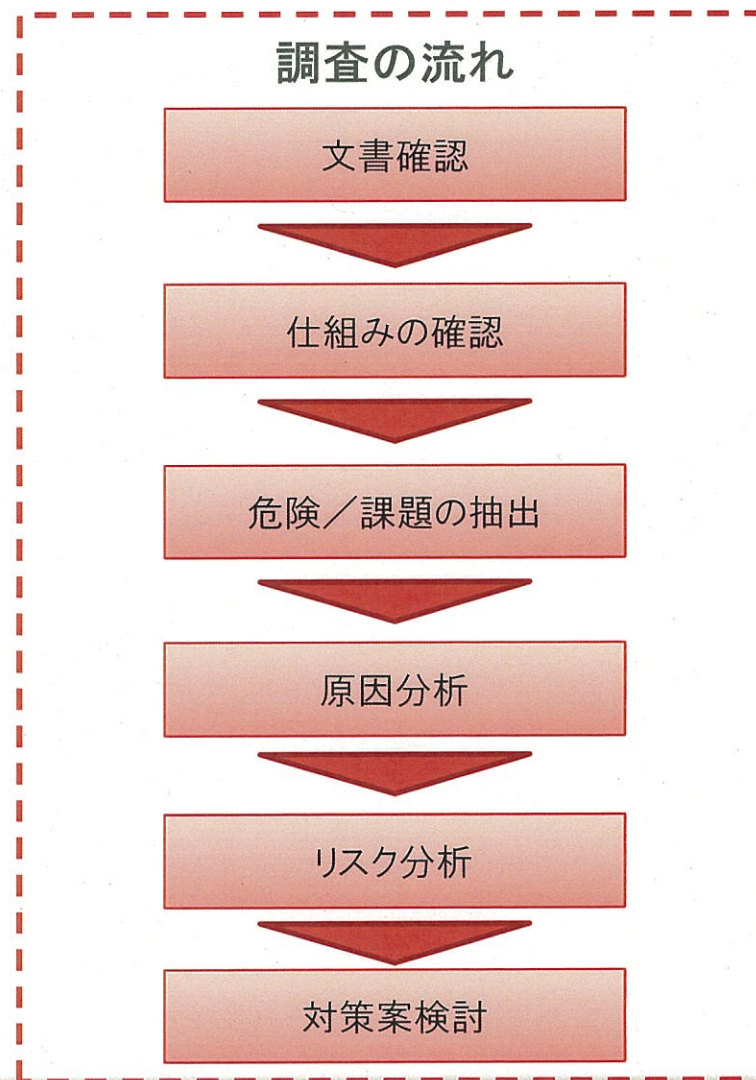 調査の流れ
文書確認
仕組みの確認
危険／課題の抽出
原因分析
リスク分析
対策案検討